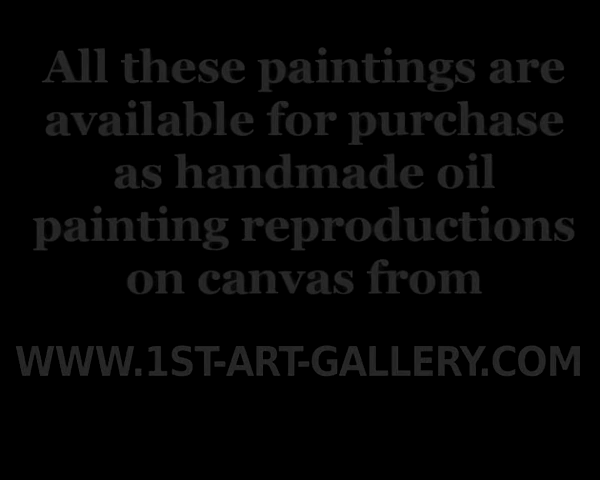 All these paintings are
available for purchase
as handmade oil
painting reproductions
on canvas from
WWW.1ST-ART-GALLERY.COM